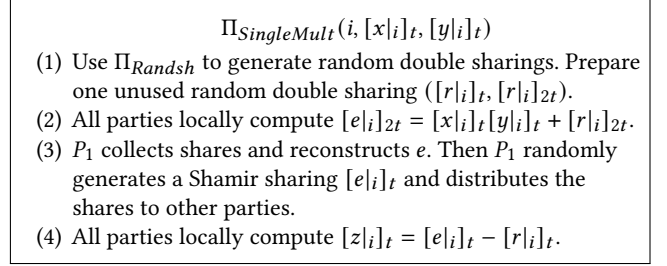 Π_{SingleMult}(i, [x|_i]_t, [y|_i]_t)
(1) Use Π_{Randsh} to generate random double sharings. Prepare
one unused random double sharing ([r|_i]_t, [r|_i]_{2t}).
(2) All parties locally compute [e|_i]_{2t} = [x|_i]_t[y|_i]_t + [r|_i]_{2t}.
(3) P_1 collects shares and reconstructs e. Then P_1 randomly
generates a Shamir sharing [e|_i]_t and distributes the
shares to other parties.
(4) All parties locally compute [z|_i]_t = [e|_i]_t − [r|_i]_t.